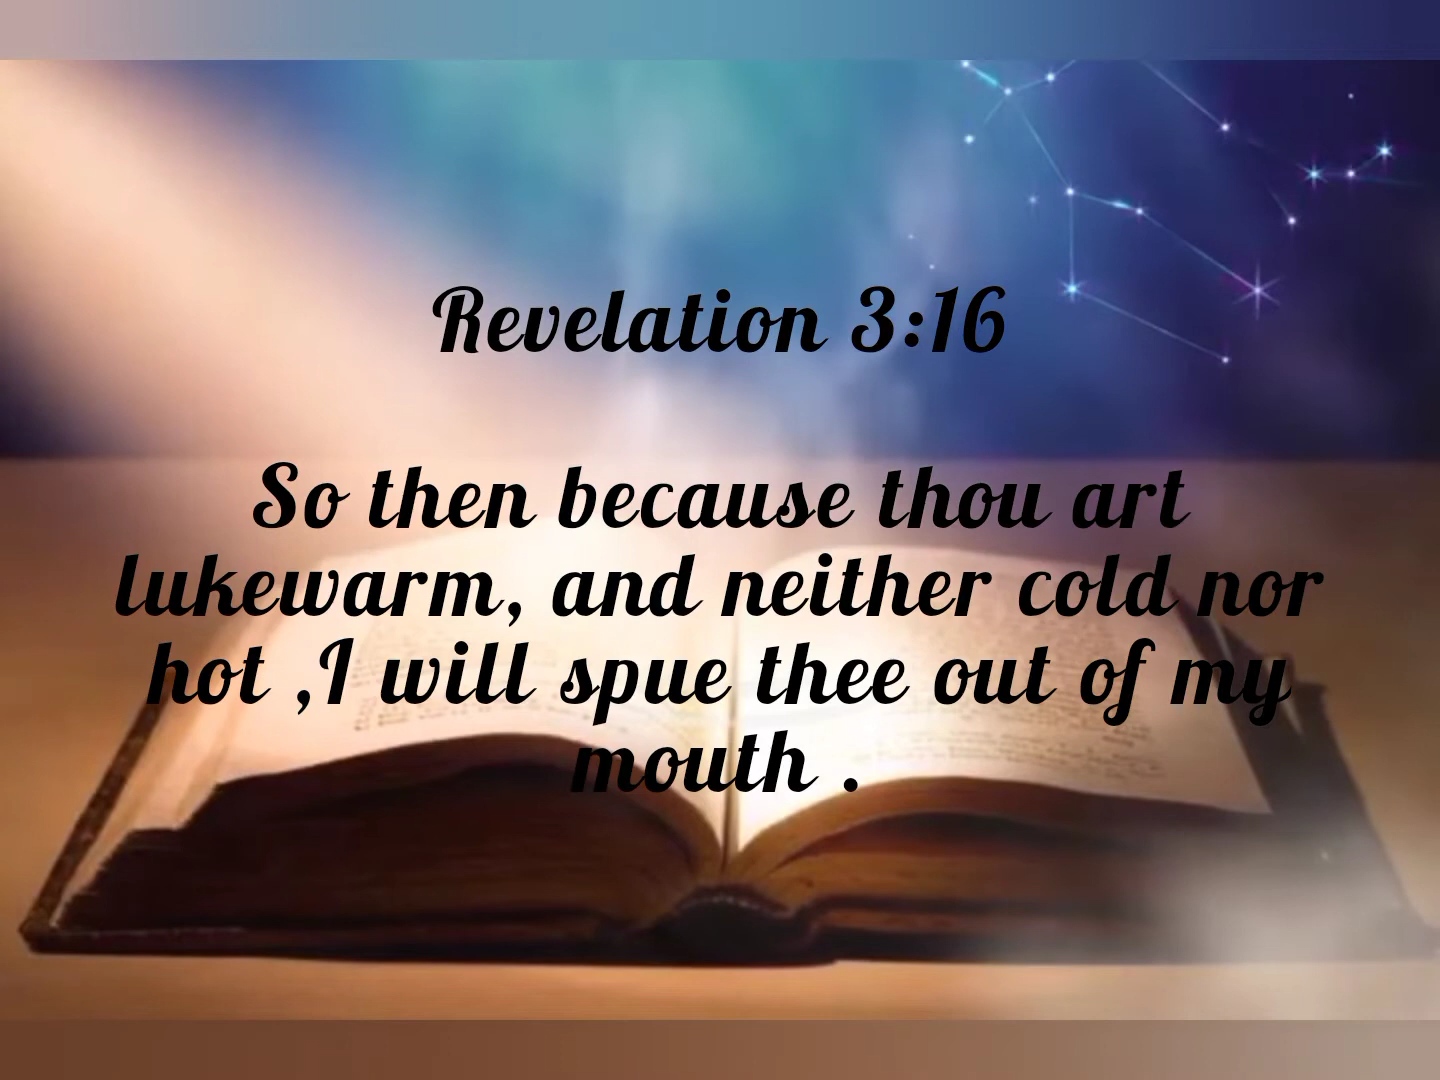 Revelation 3:16
So then because thou art
lukewarm, and neither cold nor
hot ,I will spue thee out of my
mouth .